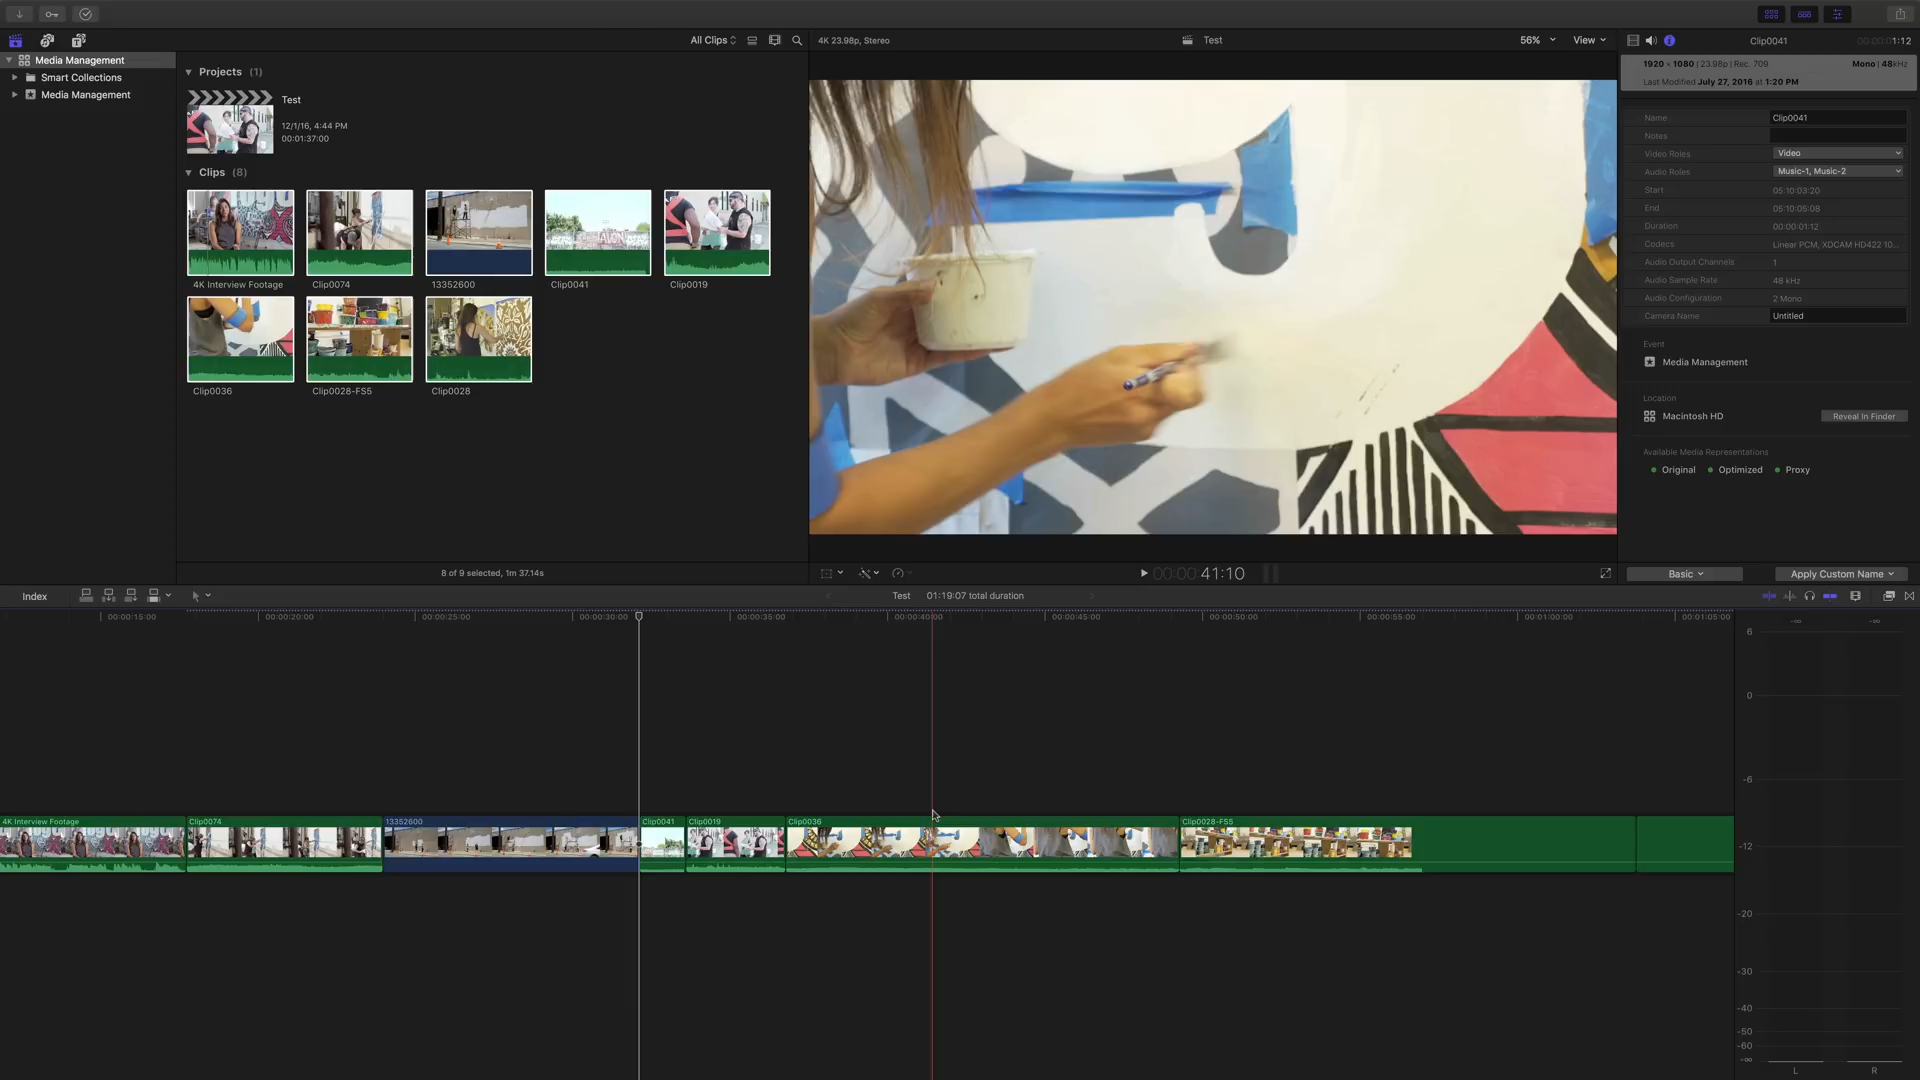 All Clips
4K 23.98p, Stereo
Test
56%
View
Clip0041
00:00:01:12
Media Management
Smart Collections
Media Management
Projects (1)
Test
12/1/16, 4:44 PM
00:01:37:00
Clips (8)
4K Interview Footage
Clip0074
13352600
Clip0041
Clip0019
Clip0036
Clip0028-FS5
Clip0028
8 of 9 selected, 1m 37.14s
1920 × 1080 | 23.98p | Rec. 709
Mono | 48kHz
Last Modified July 27, 2016 at 1:20 PM
Name Clip0041
Notes
Video Roles Video
Audio Roles Music-1, Music-2
Start 05:10:03:20
End 05:10:05:08
Duration 00:00:01:12
Codecs Linear PCM, XDCAM HD422 10...
Audio Output Channels 1
Audio Sample Rate 48 kHz
Audio Configuration 2 Mono
Camera Name Untitled
Event
Media Management
Location
Macintosh HD
Reveal In Finder
Available Media Representations
Original Optimized Proxy
00:00:41:10
Basic
Apply Custom Name
Index
Test 01:19:07 total duration
00:00:15:00 00:00:20:00 00:00:25:00 00:00:30:00 00:00:35:00 00:00:40:00 00:00:45:00 00:00:50:00 00:00:55:00 00:01:00:00 00:01:05:00
4K Interview Footage Clip0074 13352600 Clip0041 Clip0019 Clip0036 Clip0028-FS5
-∞ -∞
6
0
-6
-12
-20
-30
-40
-50
-60
-∞
L R